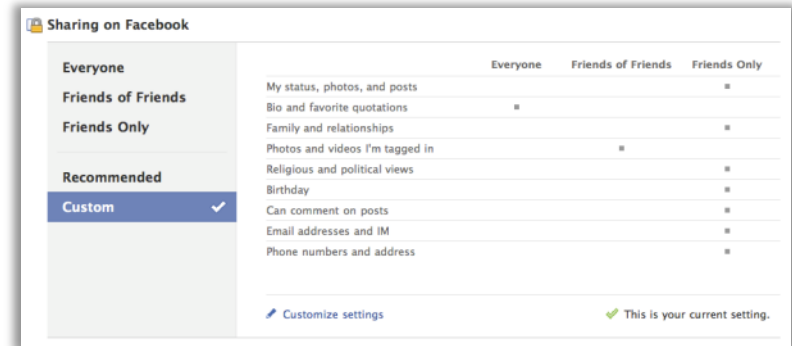 Sharing on Facebook
Everyone
Friends of Friends
Friends Only
Recommended
Custom
Everyone Friends of Friends Friends Only
My status, photos, and posts
Bio and favorite quotations
Family and relationships
Photos and videos I'm tagged in
Religious and political views
Birthday
Can comment on posts
Email addresses and IM
Phone numbers and address
Customize settings This is your current setting.